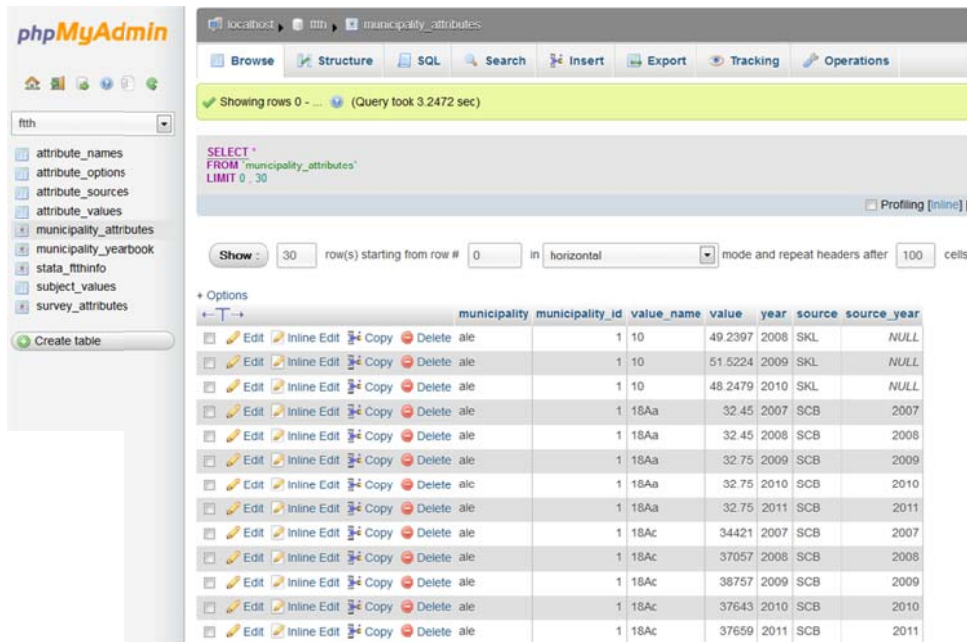 phpMyAdmin
ftth
attribute_names
attribute_options
attribute_sources
attribute_values
municipality_attributes
municipality_yearbook
stata_ftthinfo
subject_values
survey_attributes
Create table
localhost ftth municipality_attributes
Browse Structure SQL Search Insert Export Tracking Operations
Showing rows 0 - ... (Query took 3.2472 sec)
SELECT *
FROM `municipality_attributes`
LIMIT 0 , 30
Profiling [Inline] [
Show : 30 row(s) starting from row # 0 in horizontal mode and repeat headers after 100 cells
+ Options
←T→ municipality municipality_id value_name value year source source_year
Edit Inline Edit Copy Delete ale 1 10 49.2397 2008 SKL NULL
Edit Inline Edit Copy Delete ale 1 10 51.5224 2009 SKL NULL
Edit Inline Edit Copy Delete ale 1 10 48.2479 2010 SKL NULL
Edit Inline Edit Copy Delete ale 1 18Aa 32.45 2007 SCB 2007
Edit Inline Edit Copy Delete ale 1 18Aa 32.45 2008 SCB 2008
Edit Inline Edit Copy Delete ale 1 18Aa 32.75 2009 SCB 2009
Edit Inline Edit Copy Delete ale 1 18Aa 32.75 2010 SCB 2010
Edit Inline Edit Copy Delete ale 1 18Aa 32.75 2011 SCB 2011
Edit Inline Edit Copy Delete ale 1 18Ac 34421 2007 SCB 2007
Edit Inline Edit Copy Delete ale 1 18Ac 37057 2008 SCB 2008
Edit Inline Edit Copy Delete ale 1 18Ac 38757 2009 SCB 2009
Edit Inline Edit Copy Delete ale 1 18Ac 37643 2010 SCB 2010
Edit Inline Edit Copy Delete ale 1 18Ac 37659 2011 SCB 2011